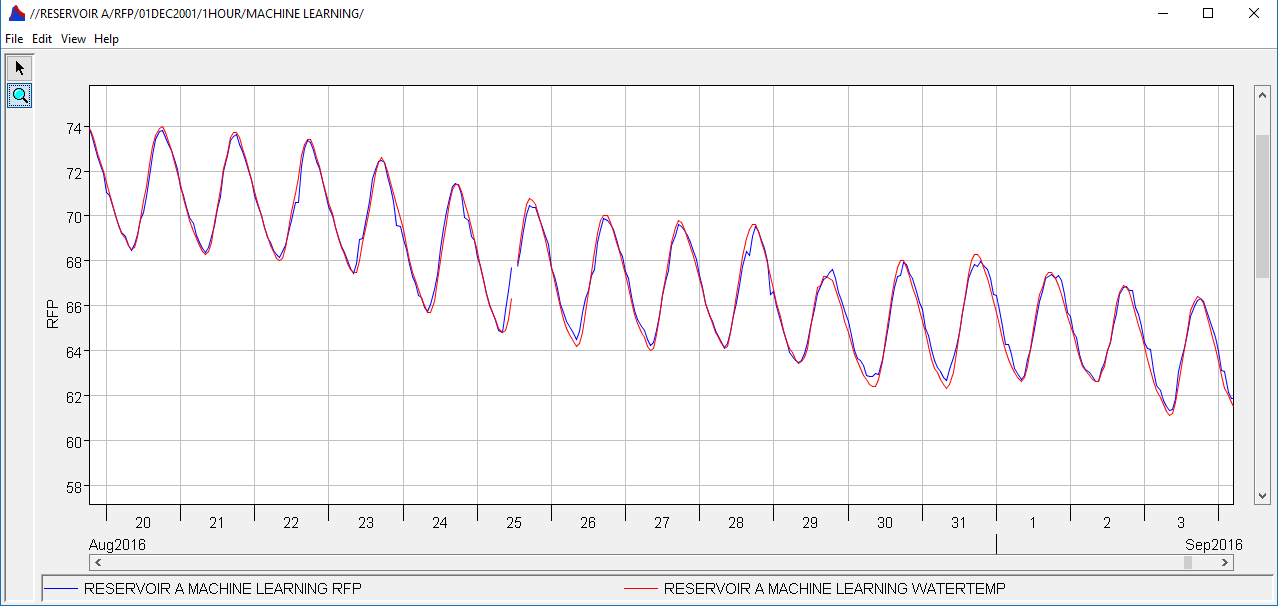 //RESERVOIR A/RFP/01DEC2001/1HOUR/MACHINE LEARNING/
File Edit View Help
74
72
70
68
66
64
62
60
58
RFP
20 21 22 23 24 25 26 27 28 29 30 31 1 2 3
Aug2016 Sep2016
RESERVOIR A MACHINE LEARNING RFP RESERVOIR A MACHINE LEARNING WATERTEMP